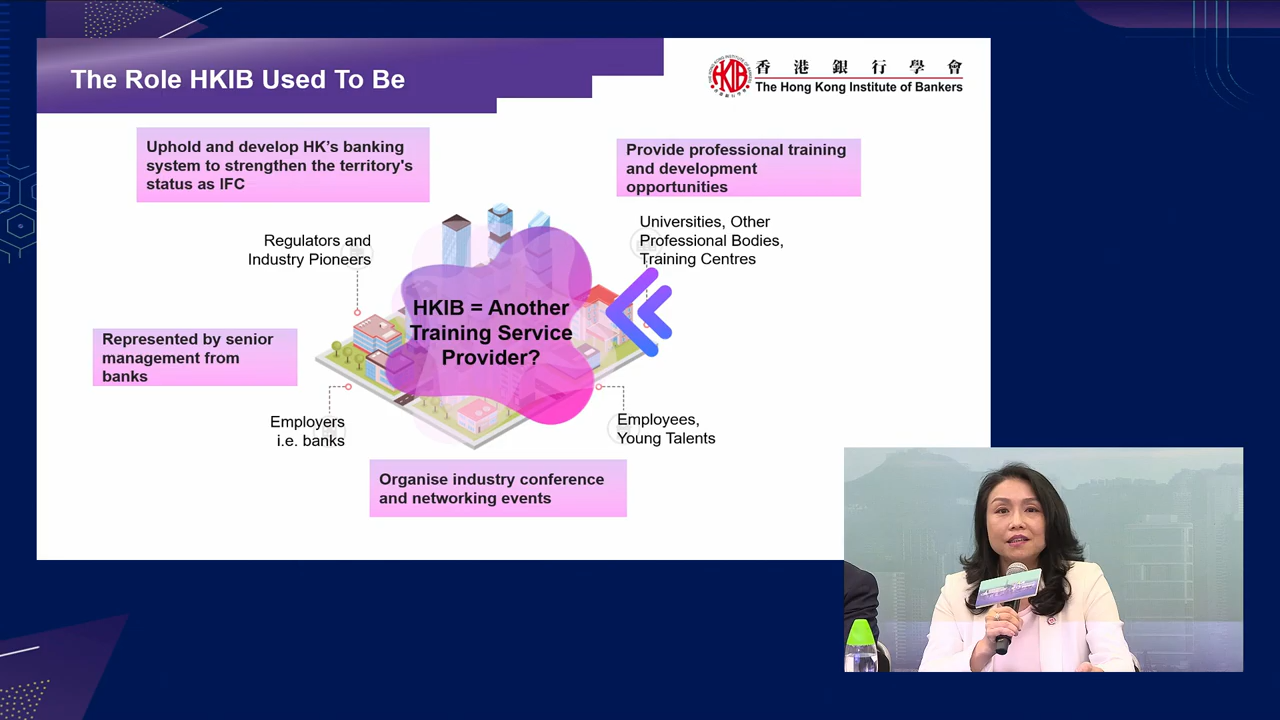 The Role HKIB Used To Be
HKIB
香港銀行學會
The Hong Kong Institute of Bankers
Uphold and develop HK's banking
system to strengthen the territory's
status as IFC
Provide professional training
and development
opportunities
Regulators and
Industry Pioneers
Universities, Other
Professional Bodies,
Training Centres
HKIB = Another
Training Service
Provider?
Represented by senior
management from
banks
Employers
i.e. banks
Employees,
Young Talents
Organise industry conference
and networking events